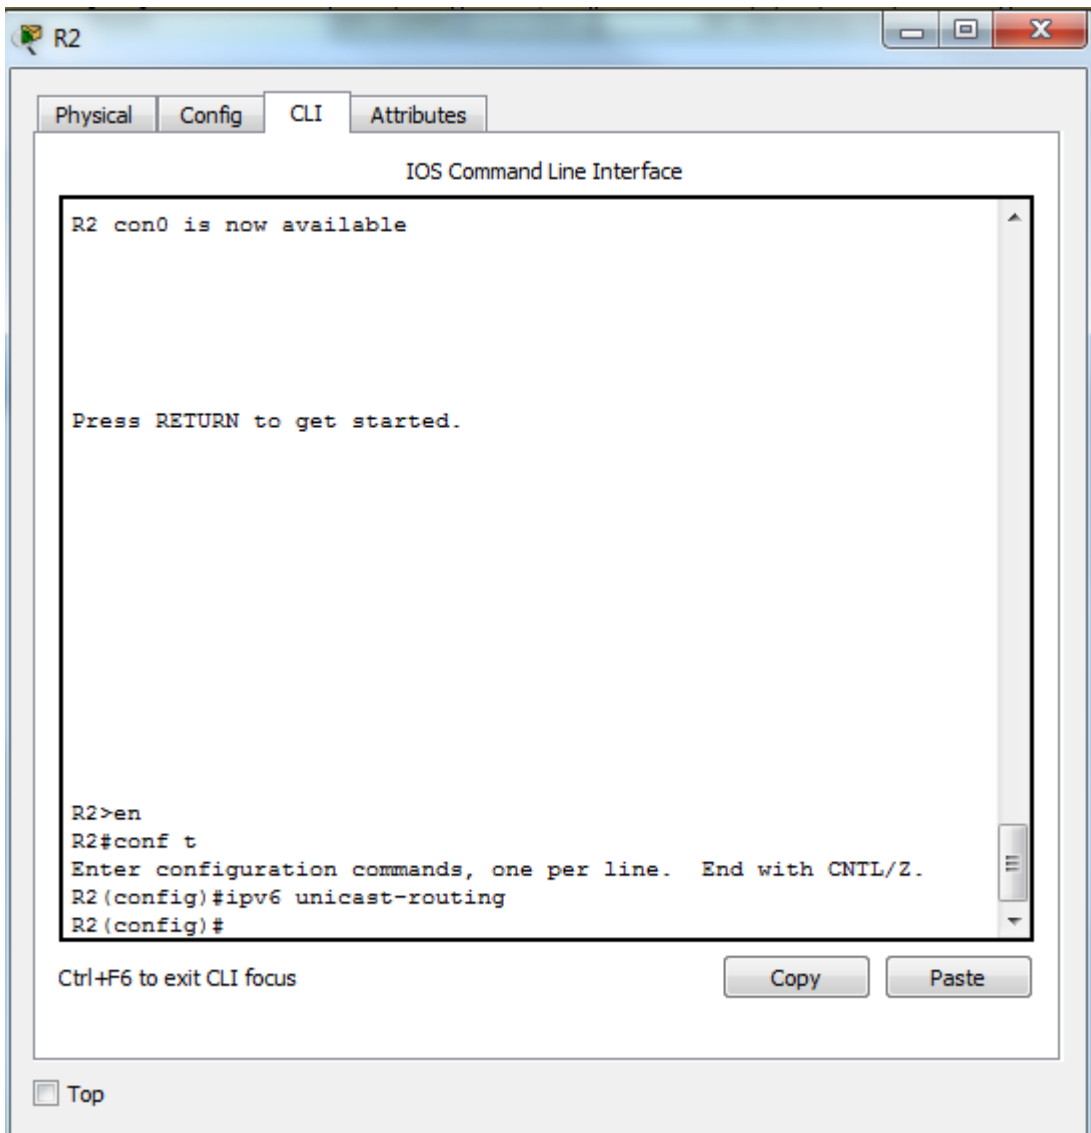 R2
Physical Config CLI Attributes
IOS Command Line Interface
R2 con0 is now available
Press RETURN to get started.
R2>en
R2#conf t
Enter configuration commands, one per line.  End with CNTL/Z.
R2(config)#ipv6 unicast-routing
R2(config)#
Ctrl+F6 to exit CLI focus
Copy Paste
Top